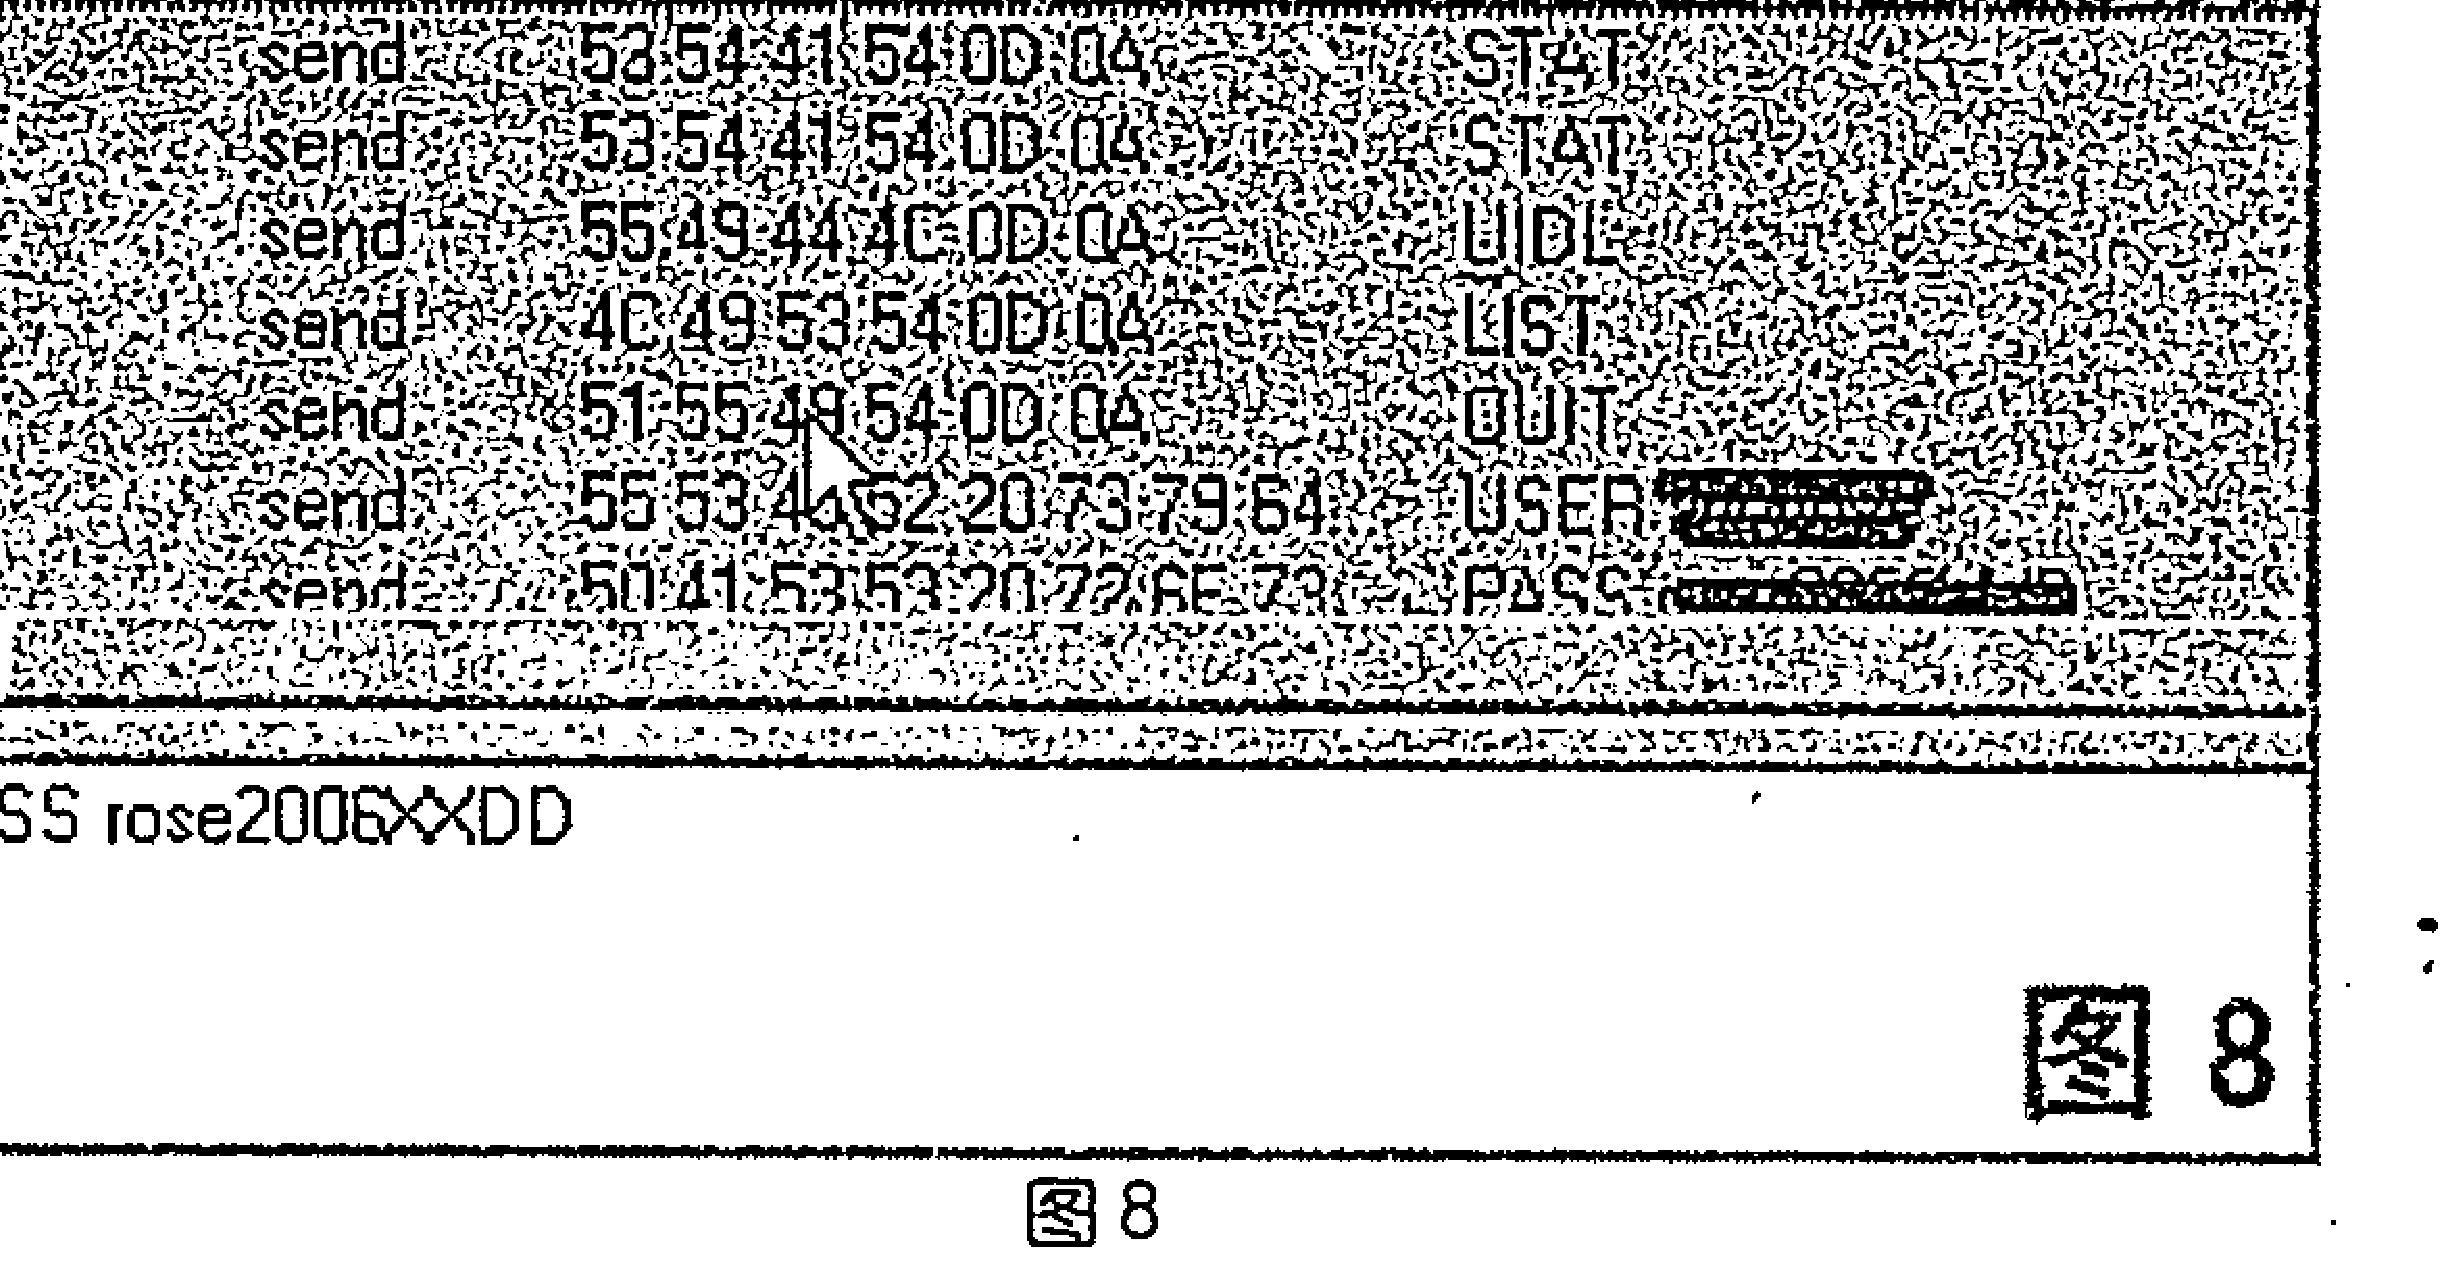 send 53 54 41 54 0D 0A STAT
send 53 54 41 54 0D 0A STAT
send 55 49 44 4C 0D 0A UIDL
send 4C 49 53 54 0D 0A LIST
send 51 55 49 54 0D 0A QUIT
send 55 53 52 20 73 79 64 USER
send 50 41 53 53 20 72 6F 73 PASS
SS rose2006XXDD
图 8
图 8